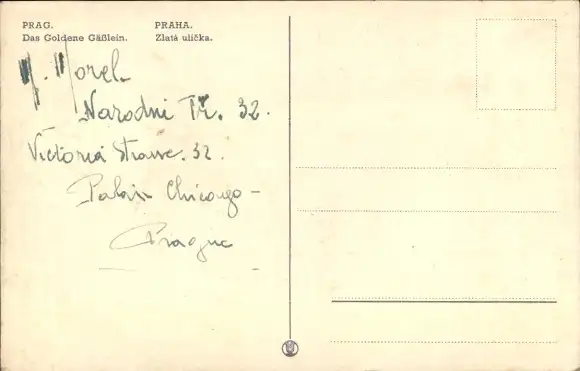 PRAG. PRAHA.
Das Goldene Gäßlein. Zlatá ulička.
M. Morel
Narodni Tř. 32.
Victoria Strasse. 32.
Palais Chicago -
Prague